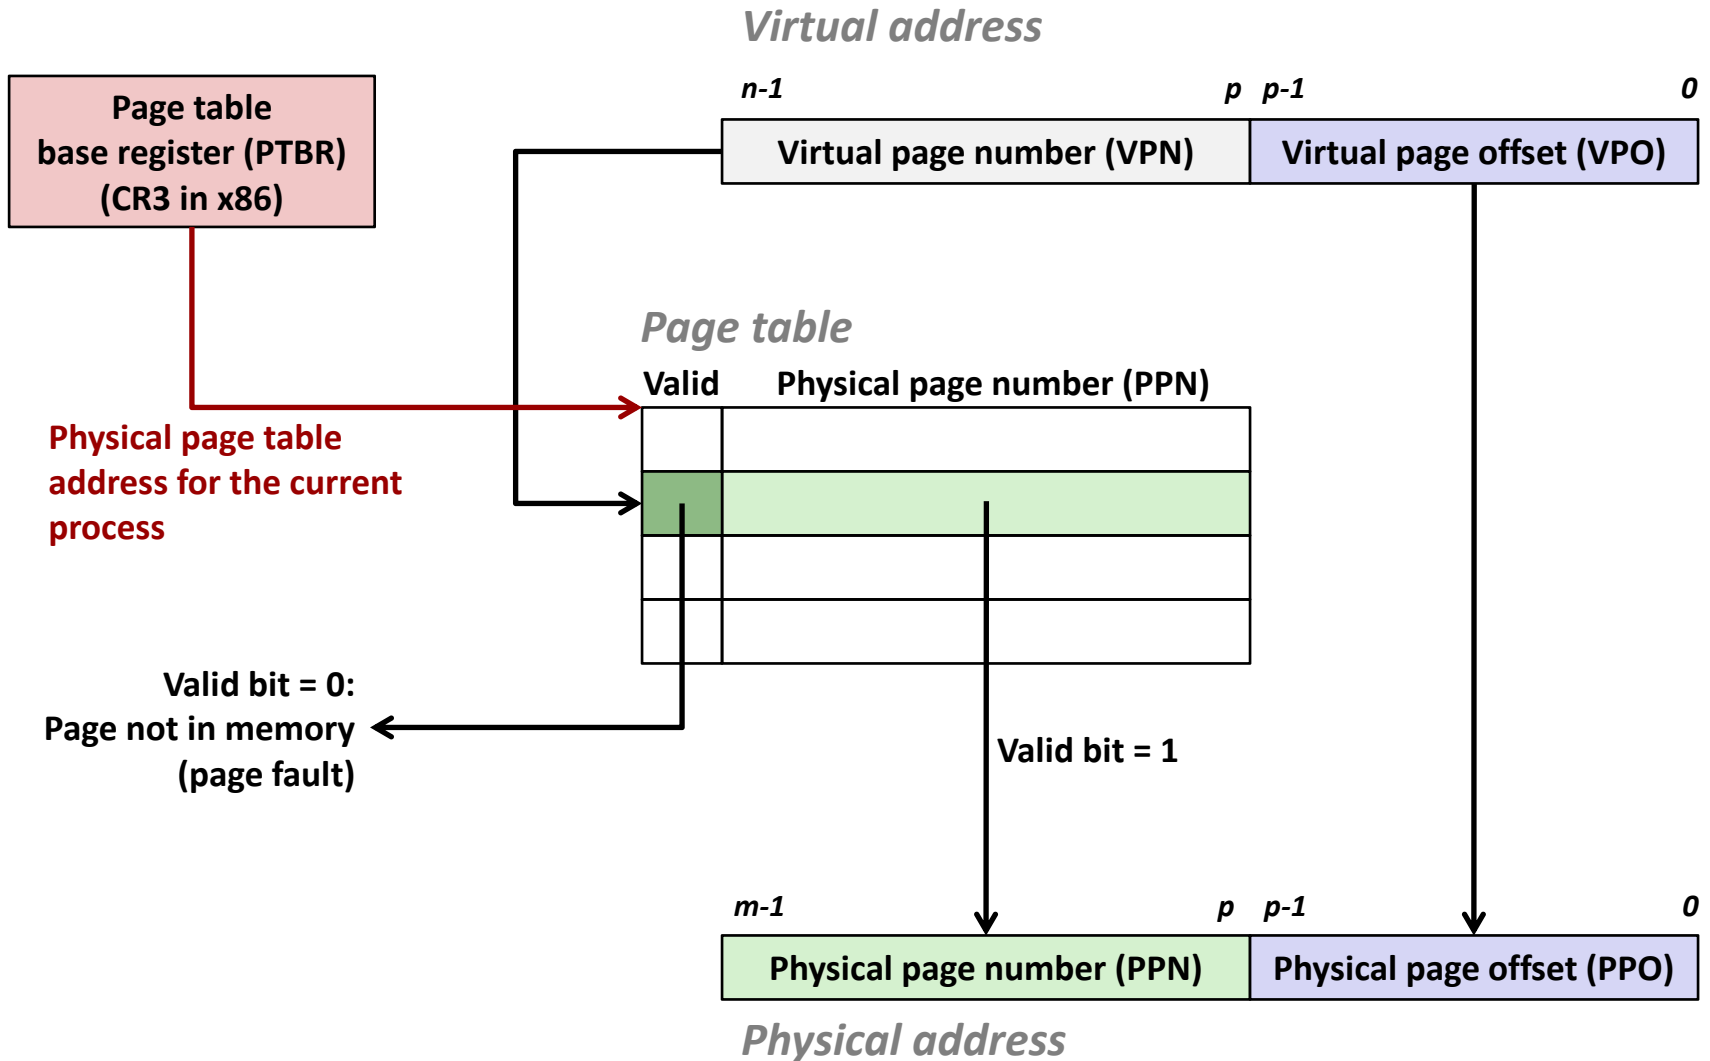 Virtual address
n-1 p p-1 0
Page table
base register (PTBR)
(CR3 in x86)
Virtual page number (VPN) Virtual page offset (VPO)
Page table
Valid Physical page number (PPN)
Physical page table
address for the current
process
Valid bit = 0:
Page not in memory
(page fault)
Valid bit = 1
m-1 p p-1 0
Physical page number (PPN) Physical page offset (PPO)
Physical address